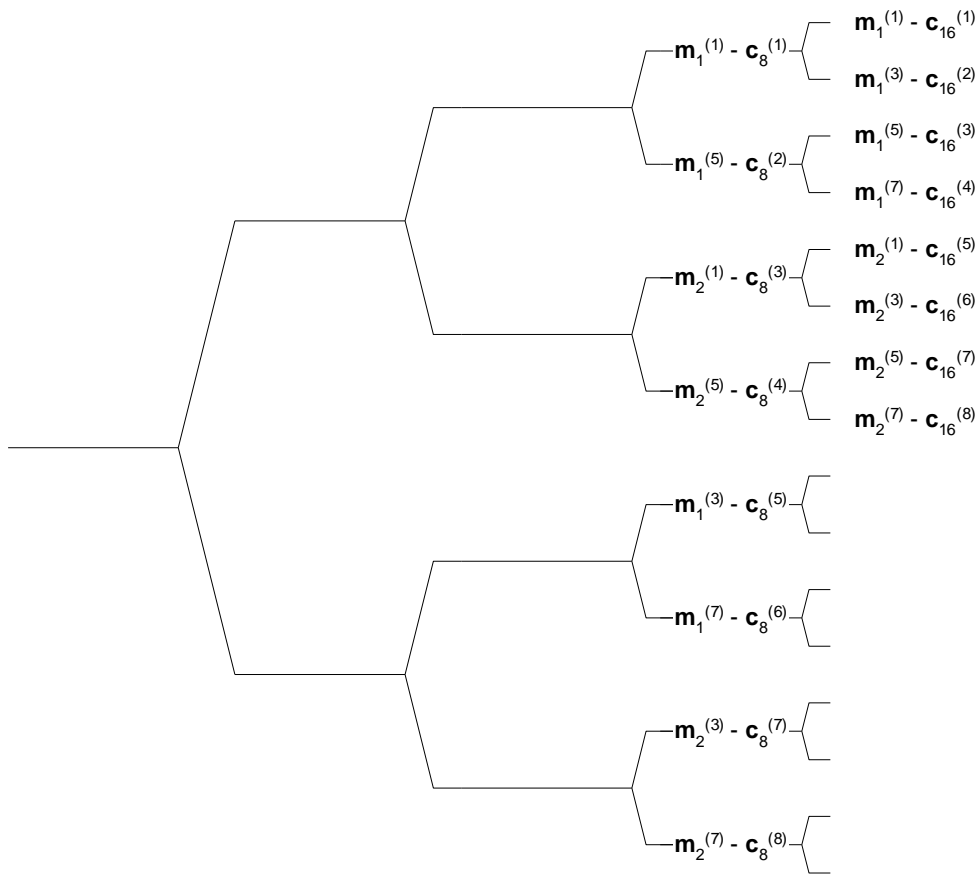 m₁⁽¹⁾ - c₁₆⁽¹⁾
m₁⁽¹⁾ - c₈⁽¹⁾
m₁⁽³⁾ - c₁₆⁽²⁾
m₁⁽⁵⁾ - c₁₆⁽³⁾
m₁⁽⁵⁾ - c₈⁽²⁾
m₁⁽⁷⁾ - c₁₆⁽⁴⁾
m₂⁽¹⁾ - c₁₆⁽⁵⁾
m₂⁽¹⁾ - c₈⁽³⁾
m₂⁽³⁾ - c₁₆⁽⁶⁾
m₂⁽⁵⁾ - c₁₆⁽⁷⁾
m₂⁽⁵⁾ - c₈⁽⁴⁾
m₂⁽⁷⁾ - c₁₆⁽⁸⁾
m₁⁽³⁾ - c₈⁽⁵⁾
m₁⁽⁷⁾ - c₈⁽⁶⁾
m₂⁽³⁾ - c₈⁽⁷⁾
m₂⁽⁷⁾ - c₈⁽⁸⁾